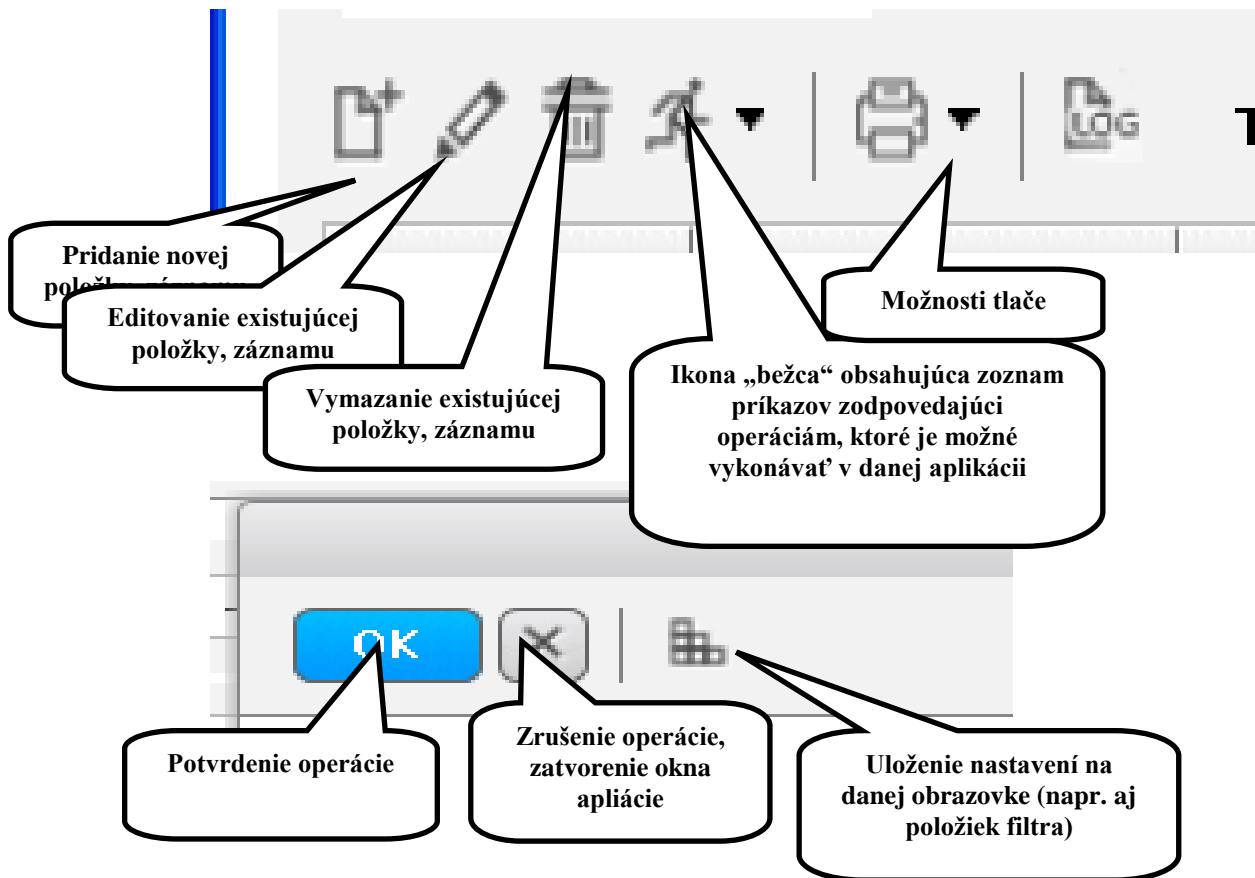 LOG
T
Pridanie novej
Editovanie existujúcej
položky, záznamu
Vymazanie existujúcej
položky, záznamu
Možnosti tlače
Ikona „bežca“ obsahujúca zoznam
príkazov zodpovedajúci
operáciám, ktoré je možné
vykonávať v danej aplikácii
OK
Potvrdenie operácie
Zrušenie operácie,
zatvorenie okna
apliácie
Uloženie nastavení na
danej obrazovke (napr. aj
položiek filtra)